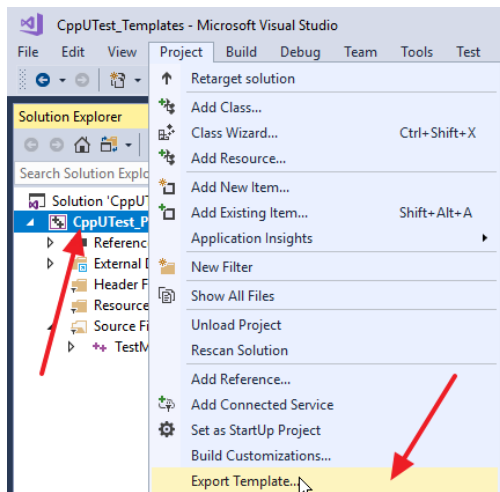 CppUTest_Templates - Microsoft Visual Studio
File Edit View Project Build Debug Team Tools Test
Retarget solution
Solution Explorer
Add Class...
Class Wizard... Ctrl+Shift+X
Add Resource...
Search Solution Explo
Add New Item...
Solution 'CppU
Add Existing Item... Shift+Alt+A
CppUTest_P
Application Insights
Referenc
External D
New Filter
Header F
Show All Files
Resource
Unload Project
Source Fi
Rescan Solution
TestM
Add Reference...
Add Connected Service
Set as StartUp Project
Build Customizations...
Export Template...